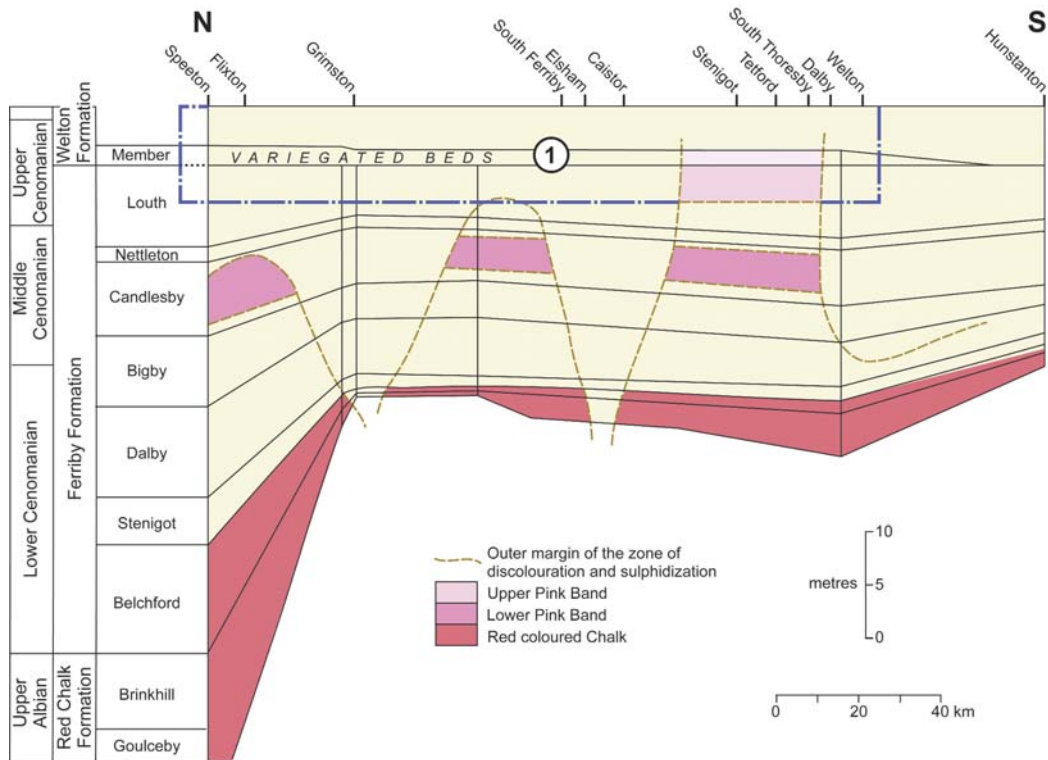 N
S
Speeton
Flixton
Grimston
South Ferriby
Elsham
Caistor
Stenigot
Telford
South Thoresby
Dalby
Welton
Hunstanton
Upper
Cenomanian
Middle
Cenomanian
Lower Cenomanian
Upper
Albian
Welton
Formation
Ferriby Formation
Red Chalk
Formation
Member
Louth
Nettleton
Candlesby
Bigby
Dalby
Stenigot
Belchford
Brinkhill
Goulceby
VARIEGATED BEDS
1
Outer margin of the zone of
discolouration and sulphidization
Upper Pink Band
Lower Pink Band
Red coloured Chalk
metres
10
5
0
0 20 40 km